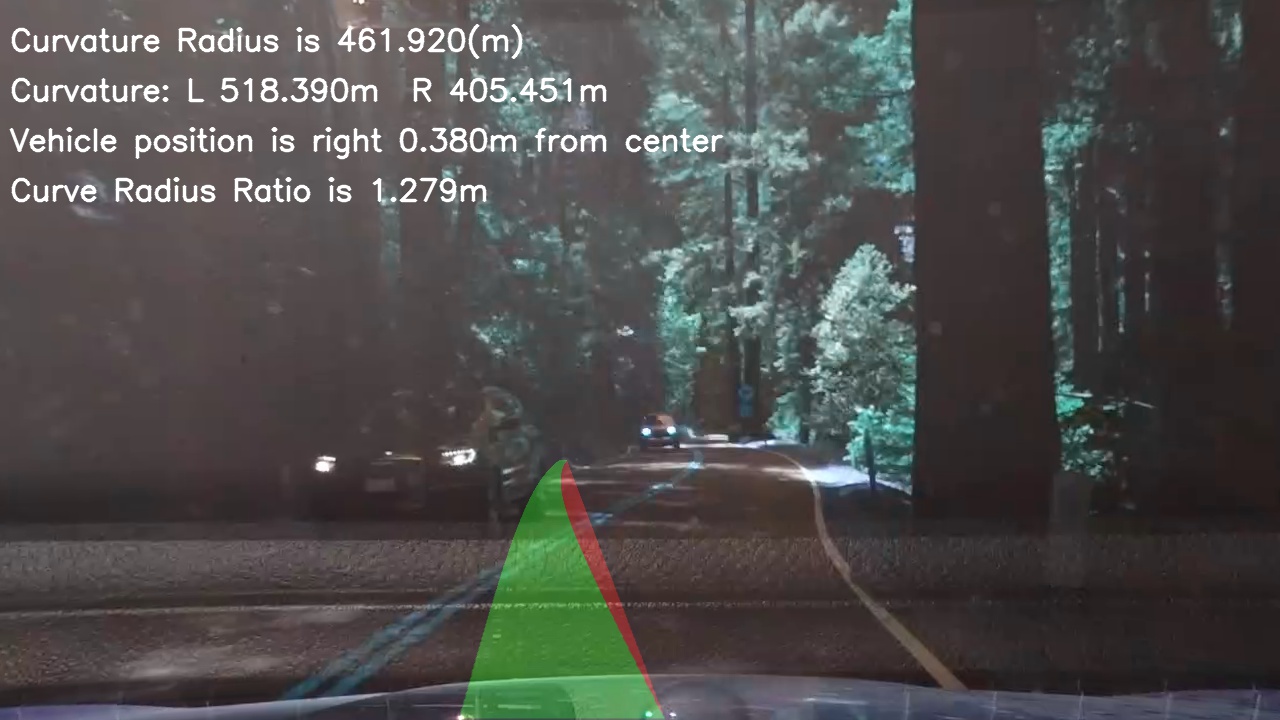 Curvature Radius is 461.920(m)
Curvature: L 518.390m R 405.451m
Vehicle position is right 0.380m from center
Curve Radius Ratio is 1.279m